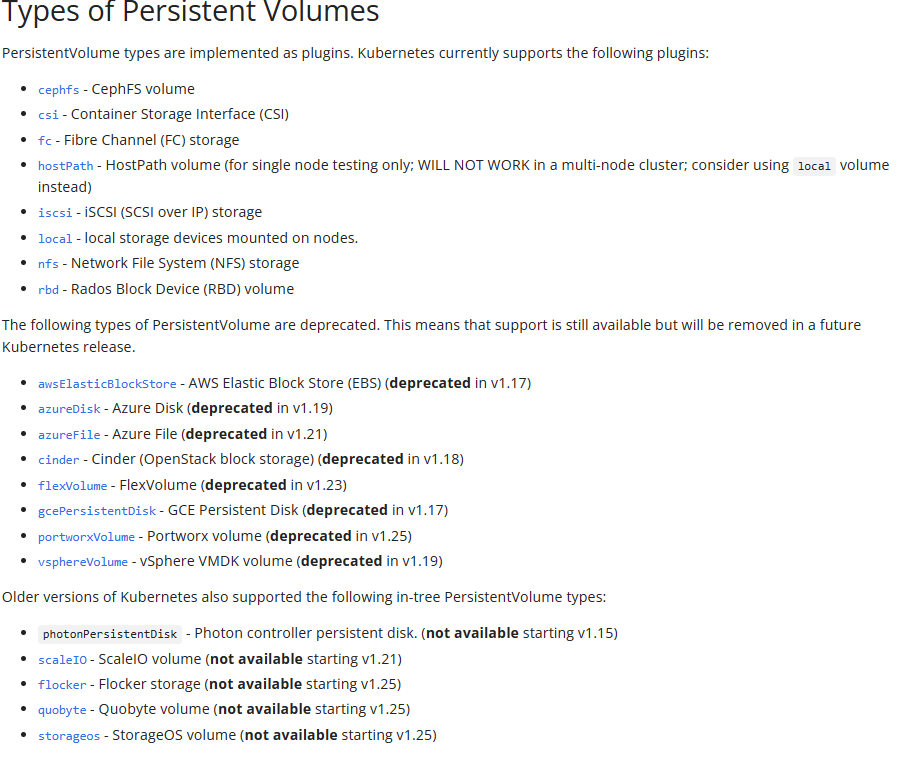 Types of Persistent Volumes
PersistentVolume types are implemented as plugins. Kubernetes currently supports the following plugins:
• cephfs - CephFS volume
• csi - Container Storage Interface (CSI)
• fc - Fibre Channel (FC) storage
• hostPath - HostPath volume (for single node testing only; WILL NOT WORK in a multi-node cluster; consider using local volume
instead)
• iscsi - iSCSI (SCSI over IP) storage
• local - local storage devices mounted on nodes.
• nfs - Network File System (NFS) storage
• rbd - Rados Block Device (RBD) volume
The following types of PersistentVolume are deprecated. This means that support is still available but will be removed in a future
Kubernetes release.
• awsElasticBlockStore - AWS Elastic Block Store (EBS) (deprecated in v1.17)
• azureDisk - Azure Disk (deprecated in v1.19)
• azureFile - Azure File (deprecated in v1.21)
• cinder - Cinder (OpenStack block storage) (deprecated in v1.18)
• flexVolume - FlexVolume (deprecated in v1.23)
• gcePersistentDisk - GCE Persistent Disk (deprecated in v1.17)
• portworxVolume - Portworx volume (deprecated in v1.25)
• vsphereVolume - vSphere VMDK volume (deprecated in v1.19)
Older versions of Kubernetes also supported the following in-tree PersistentVolume types:
• photonPersistentDisk - Photon controller persistent disk. (not available starting v1.15)
• scaleIO - ScaleIO volume (not available starting v1.21)
• flocker - Flocker storage (not available starting v1.25)
• quobyte - Quobyte volume (not available starting v1.25)
• storageos - StorageOS volume (not available starting v1.25)